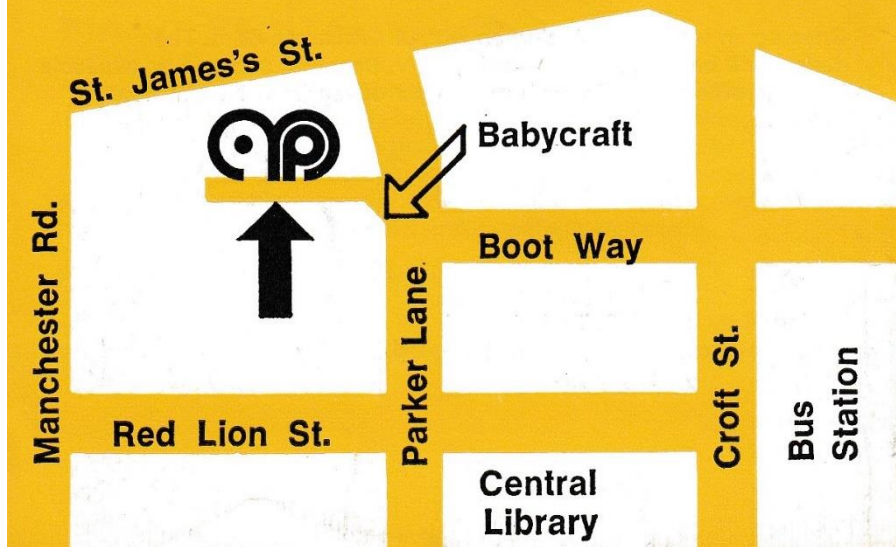 St. James's St.
ap
Babycraft
Manchester Rd.
Boot Way
Parker Lane
Croft St.
Bus
Station
Red Lion St.
Central
Library